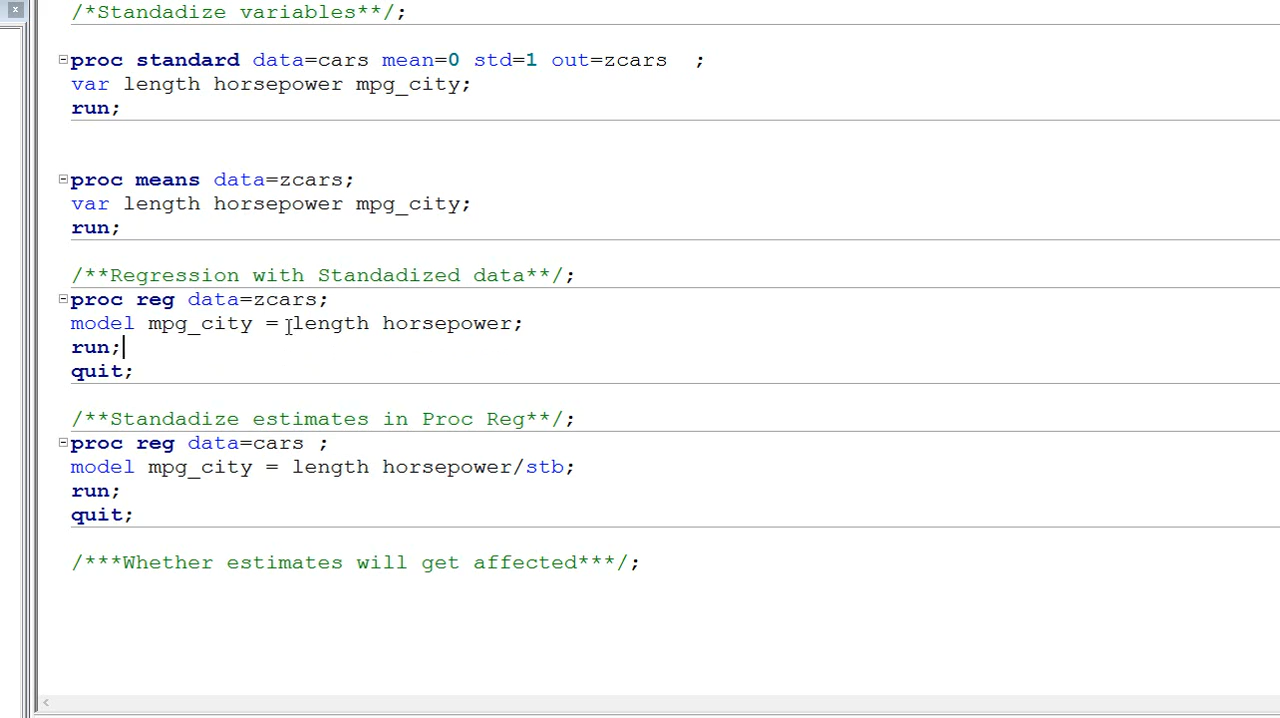 /*Standadize variables**/;
proc standard data=cars mean=0 std=1 out=zcars  ;
var length horsepower mpg_city;
run;
proc means data=zcars;
var length horsepower mpg_city;
run;
/**Regression with Standadized data**/;
proc reg data=zcars;
model mpg_city = length horsepower;
run;
quit;
/**Standadize estimates in Proc Reg**/;
proc reg data=cars ;
model mpg_city = length horsepower/stb;
run;
quit;
/***Whether estimates will get affected***/;